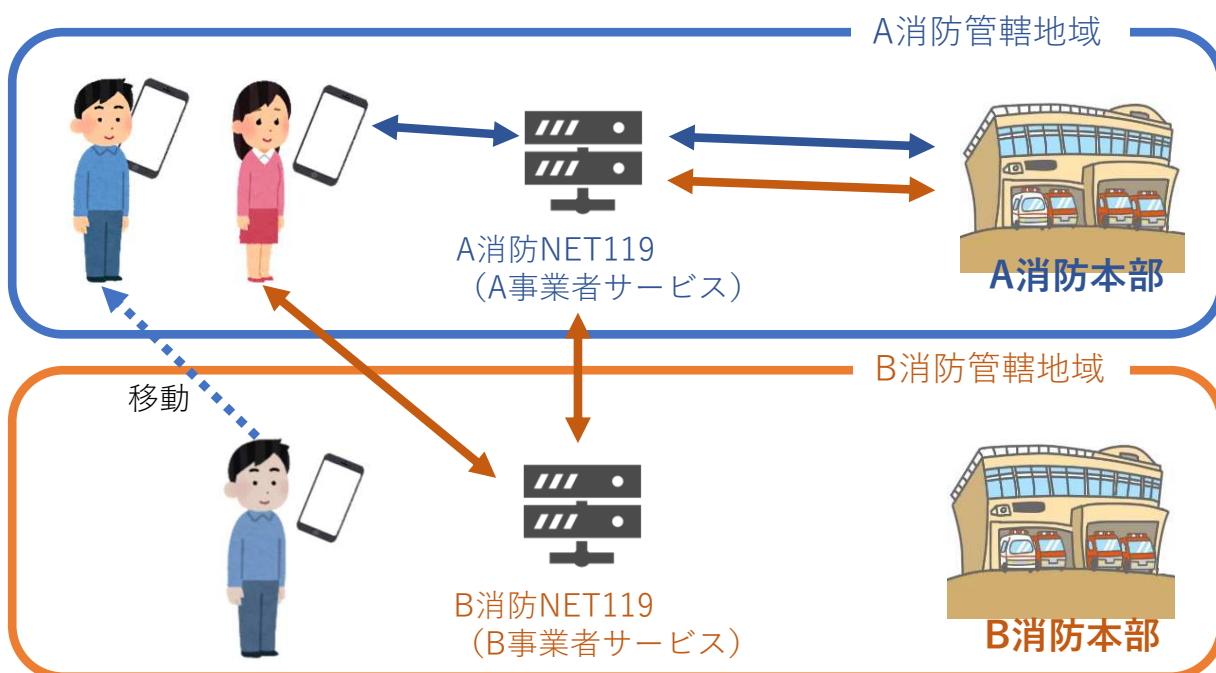 A消防管轄地域
A消防NET119
（A事業者サービス）
A消防本部
B消防管轄地域
移動
B消防NET119
（B事業者サービス）
B消防本部